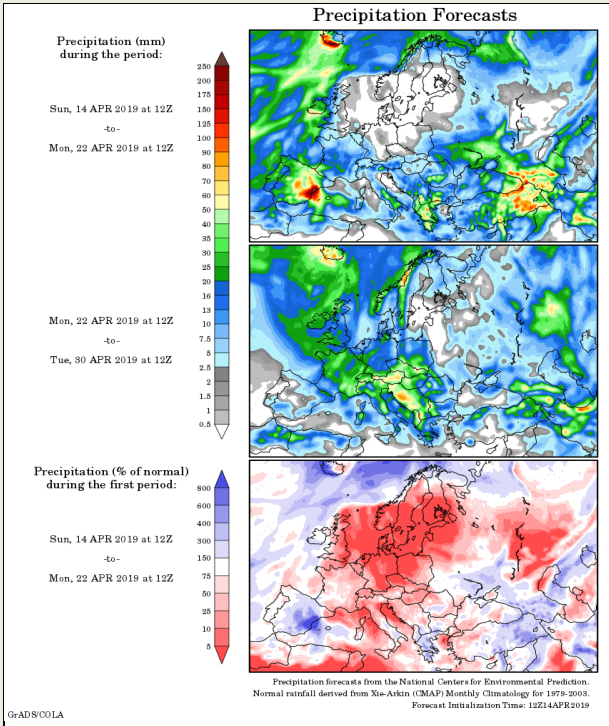 Precipitation Forecasts
Precipitation (mm)
during the period:
Sun, 14 APR 2019 at 12Z
-to-
Mon, 22 APR 2019 at 12Z
250
200
175
150
125
100
90
80
70
60
50
40
35
30
25
20
16
13
10
7.5
5
2.5
2
1.5
1
0.5
Mon, 22 APR 2019 at 12Z
-to-
Tue, 30 APR 2019 at 12Z
Precipitation (% of normal)
during the first period:
Sun, 14 APR 2019 at 12Z
-to-
Mon, 22 APR 2019 at 12Z
800
600
400
300
150
75
50
25
10
5
Precipitation forecasts from the National Centers for Environmental Prediction.
Normal rainfall derived from Xie-Arkin (CMAP) Monthly Climatology for 1979-2003.
Forecast Initialization Time: 12Z14APR2019
GrADS/COLA